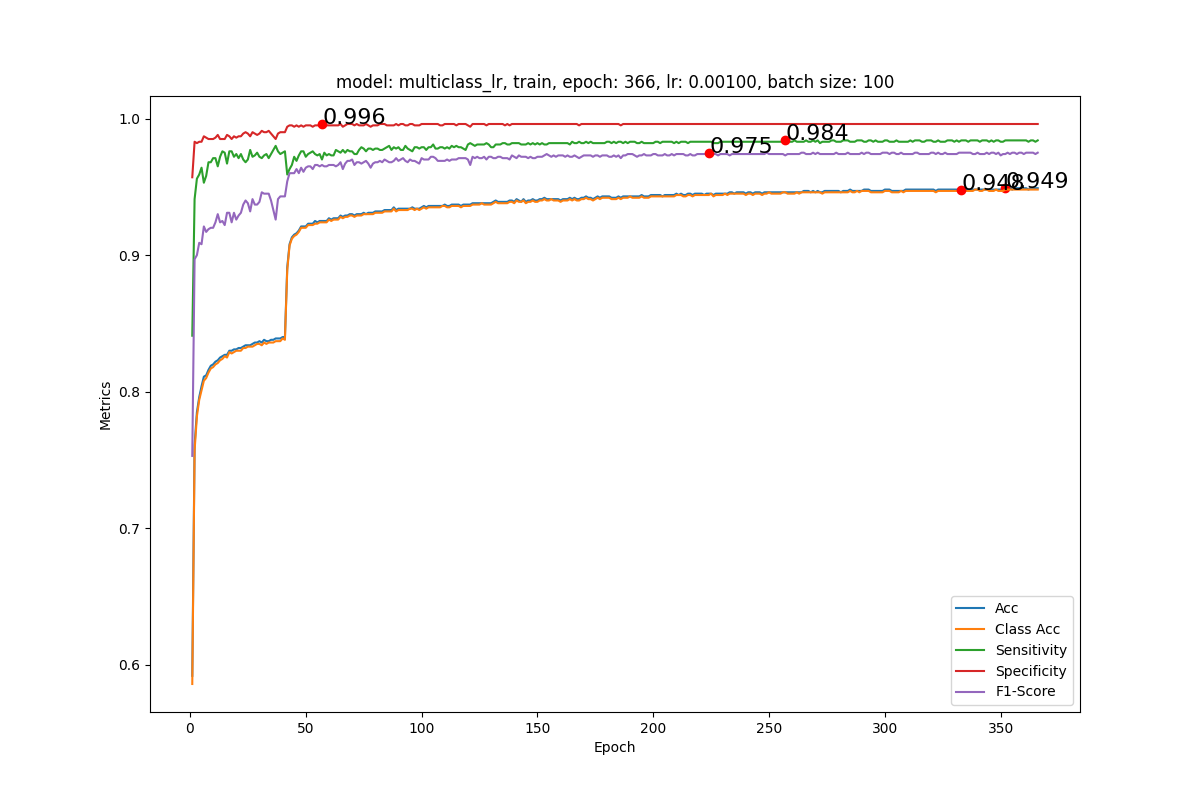 model: multiclass_lr, train, epoch: 366, lr: 0.00100, batch size: 100
1.0
0.9
0.8
0.7
0.6
Metrics
0.996
0.975
0.984
0.948
0.949
Acc
Class Acc
Sensitivity
Specificity
F1-Score
0 50 100 150 200 250 300 350
Epoch